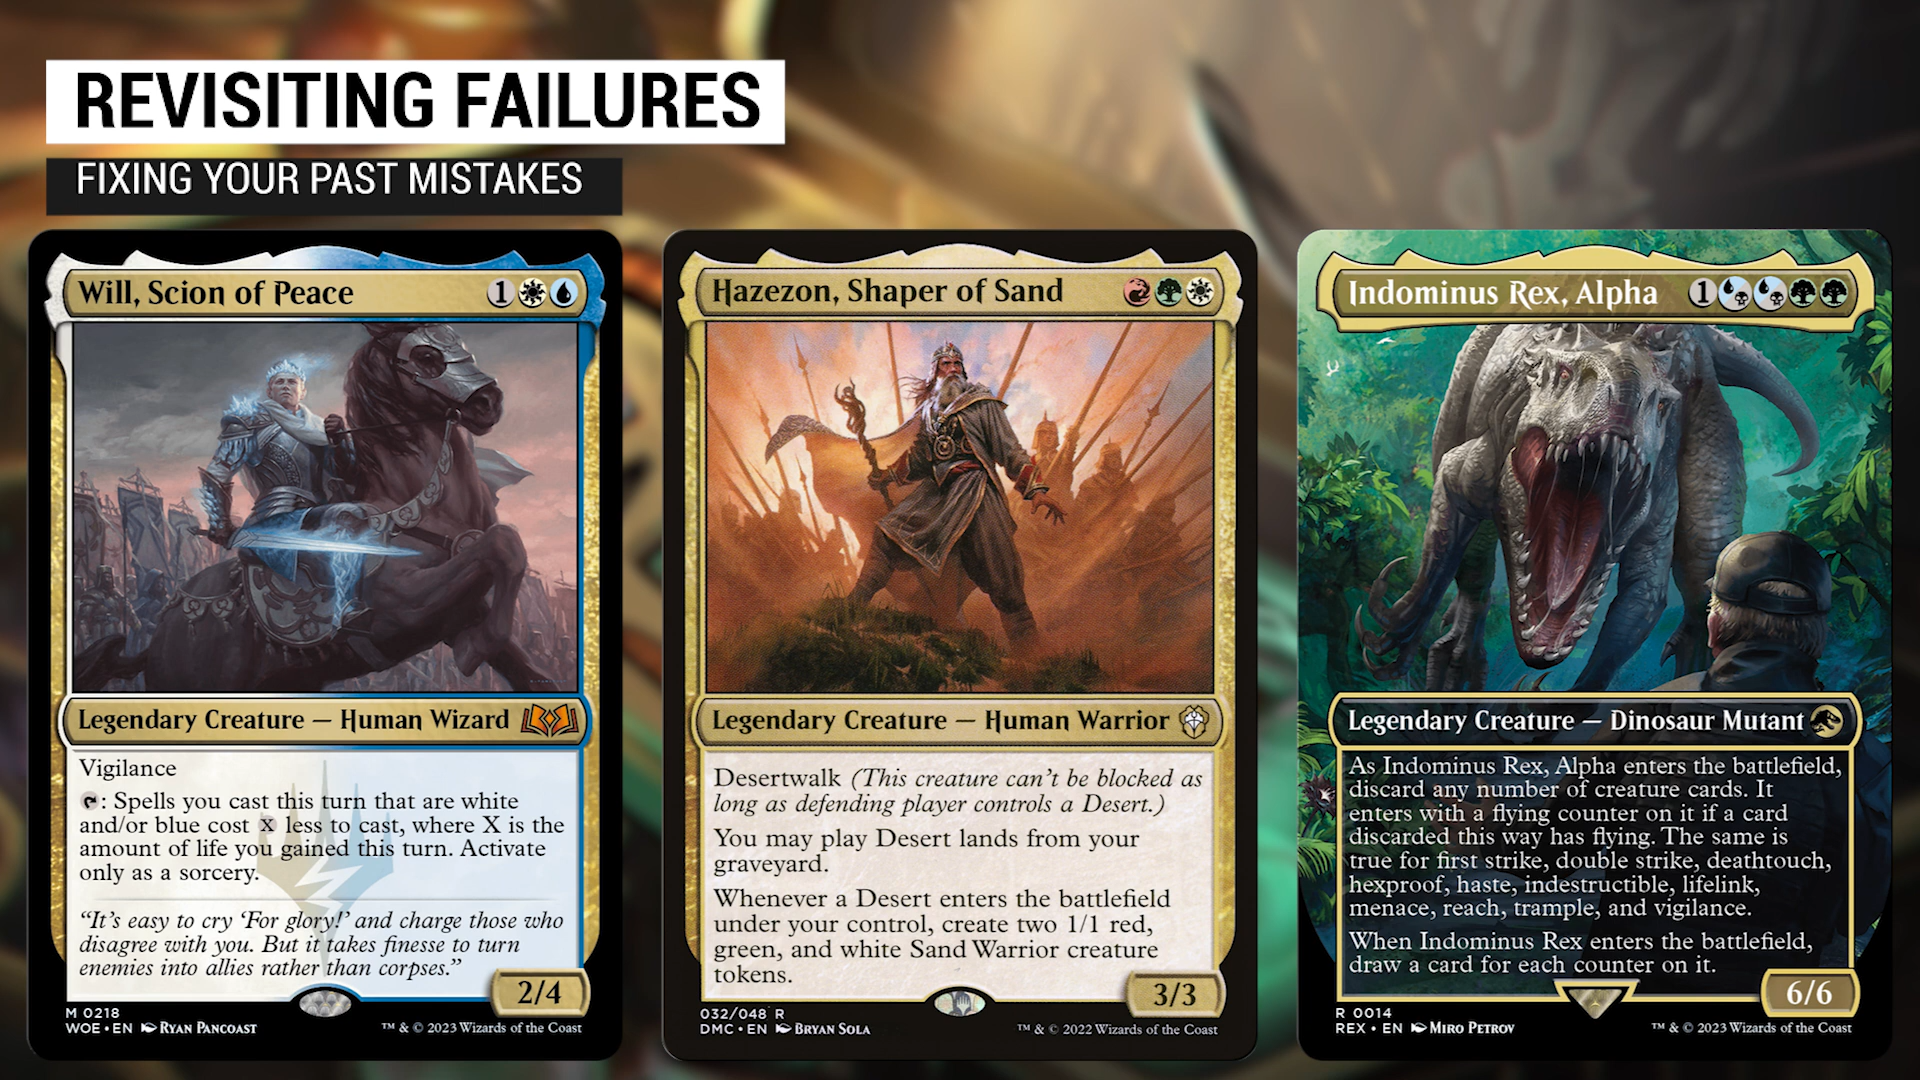 REVISITING FAILURES
FIXING YOUR PAST MISTAKES
Will, Scion of Peace
1
Legendary Creature — Human Wizard
Vigilance
: Spells you cast this turn that are white
and/or blue cost X less to cast, where X is the
amount of life you gained this turn. Activate
only as a sorcery.
“It’s easy to cry ‘For glory!’ and charge those who
disagree with you. But it takes finesse to turn
enemies into allies rather than corpses.”
2/4
M 0218
WOE • EN Ryan Pancoast
™ & © 2023 Wizards of the Coast
Hazezon, Shaper of Sand
Legendary Creature — Human Warrior
Desertwalk (This creature can’t be blocked as
long as defending player controls a Desert.)
You may play Desert lands from your
graveyard.
Whenever a Desert enters the battlefield
under your control, create two 1/1 red,
green, and white Sand Warrior creature
tokens.
3/3
032/048 R
DMC • EN Bryan Sola
™ & © 2022 Wizards of the Coast
Indominus Rex, Alpha
1
Legendary Creature — Dinosaur Mutant
As Indominus Rex, Alpha enters the battlefield,
discard any number of creature cards. It
enters with a flying counter on it if a card
discarded this way has flying. The same is
true for first strike, double strike, deathtouch,
hexproof, haste, indestructible, lifelink,
menace, reach, trample, and vigilance.
When Indominus Rex enters the battlefield,
draw a card for each counter on it.
6/6
R 0014
REX • EN Miro Petrov
™ & © 2023 Wizards of the Coast